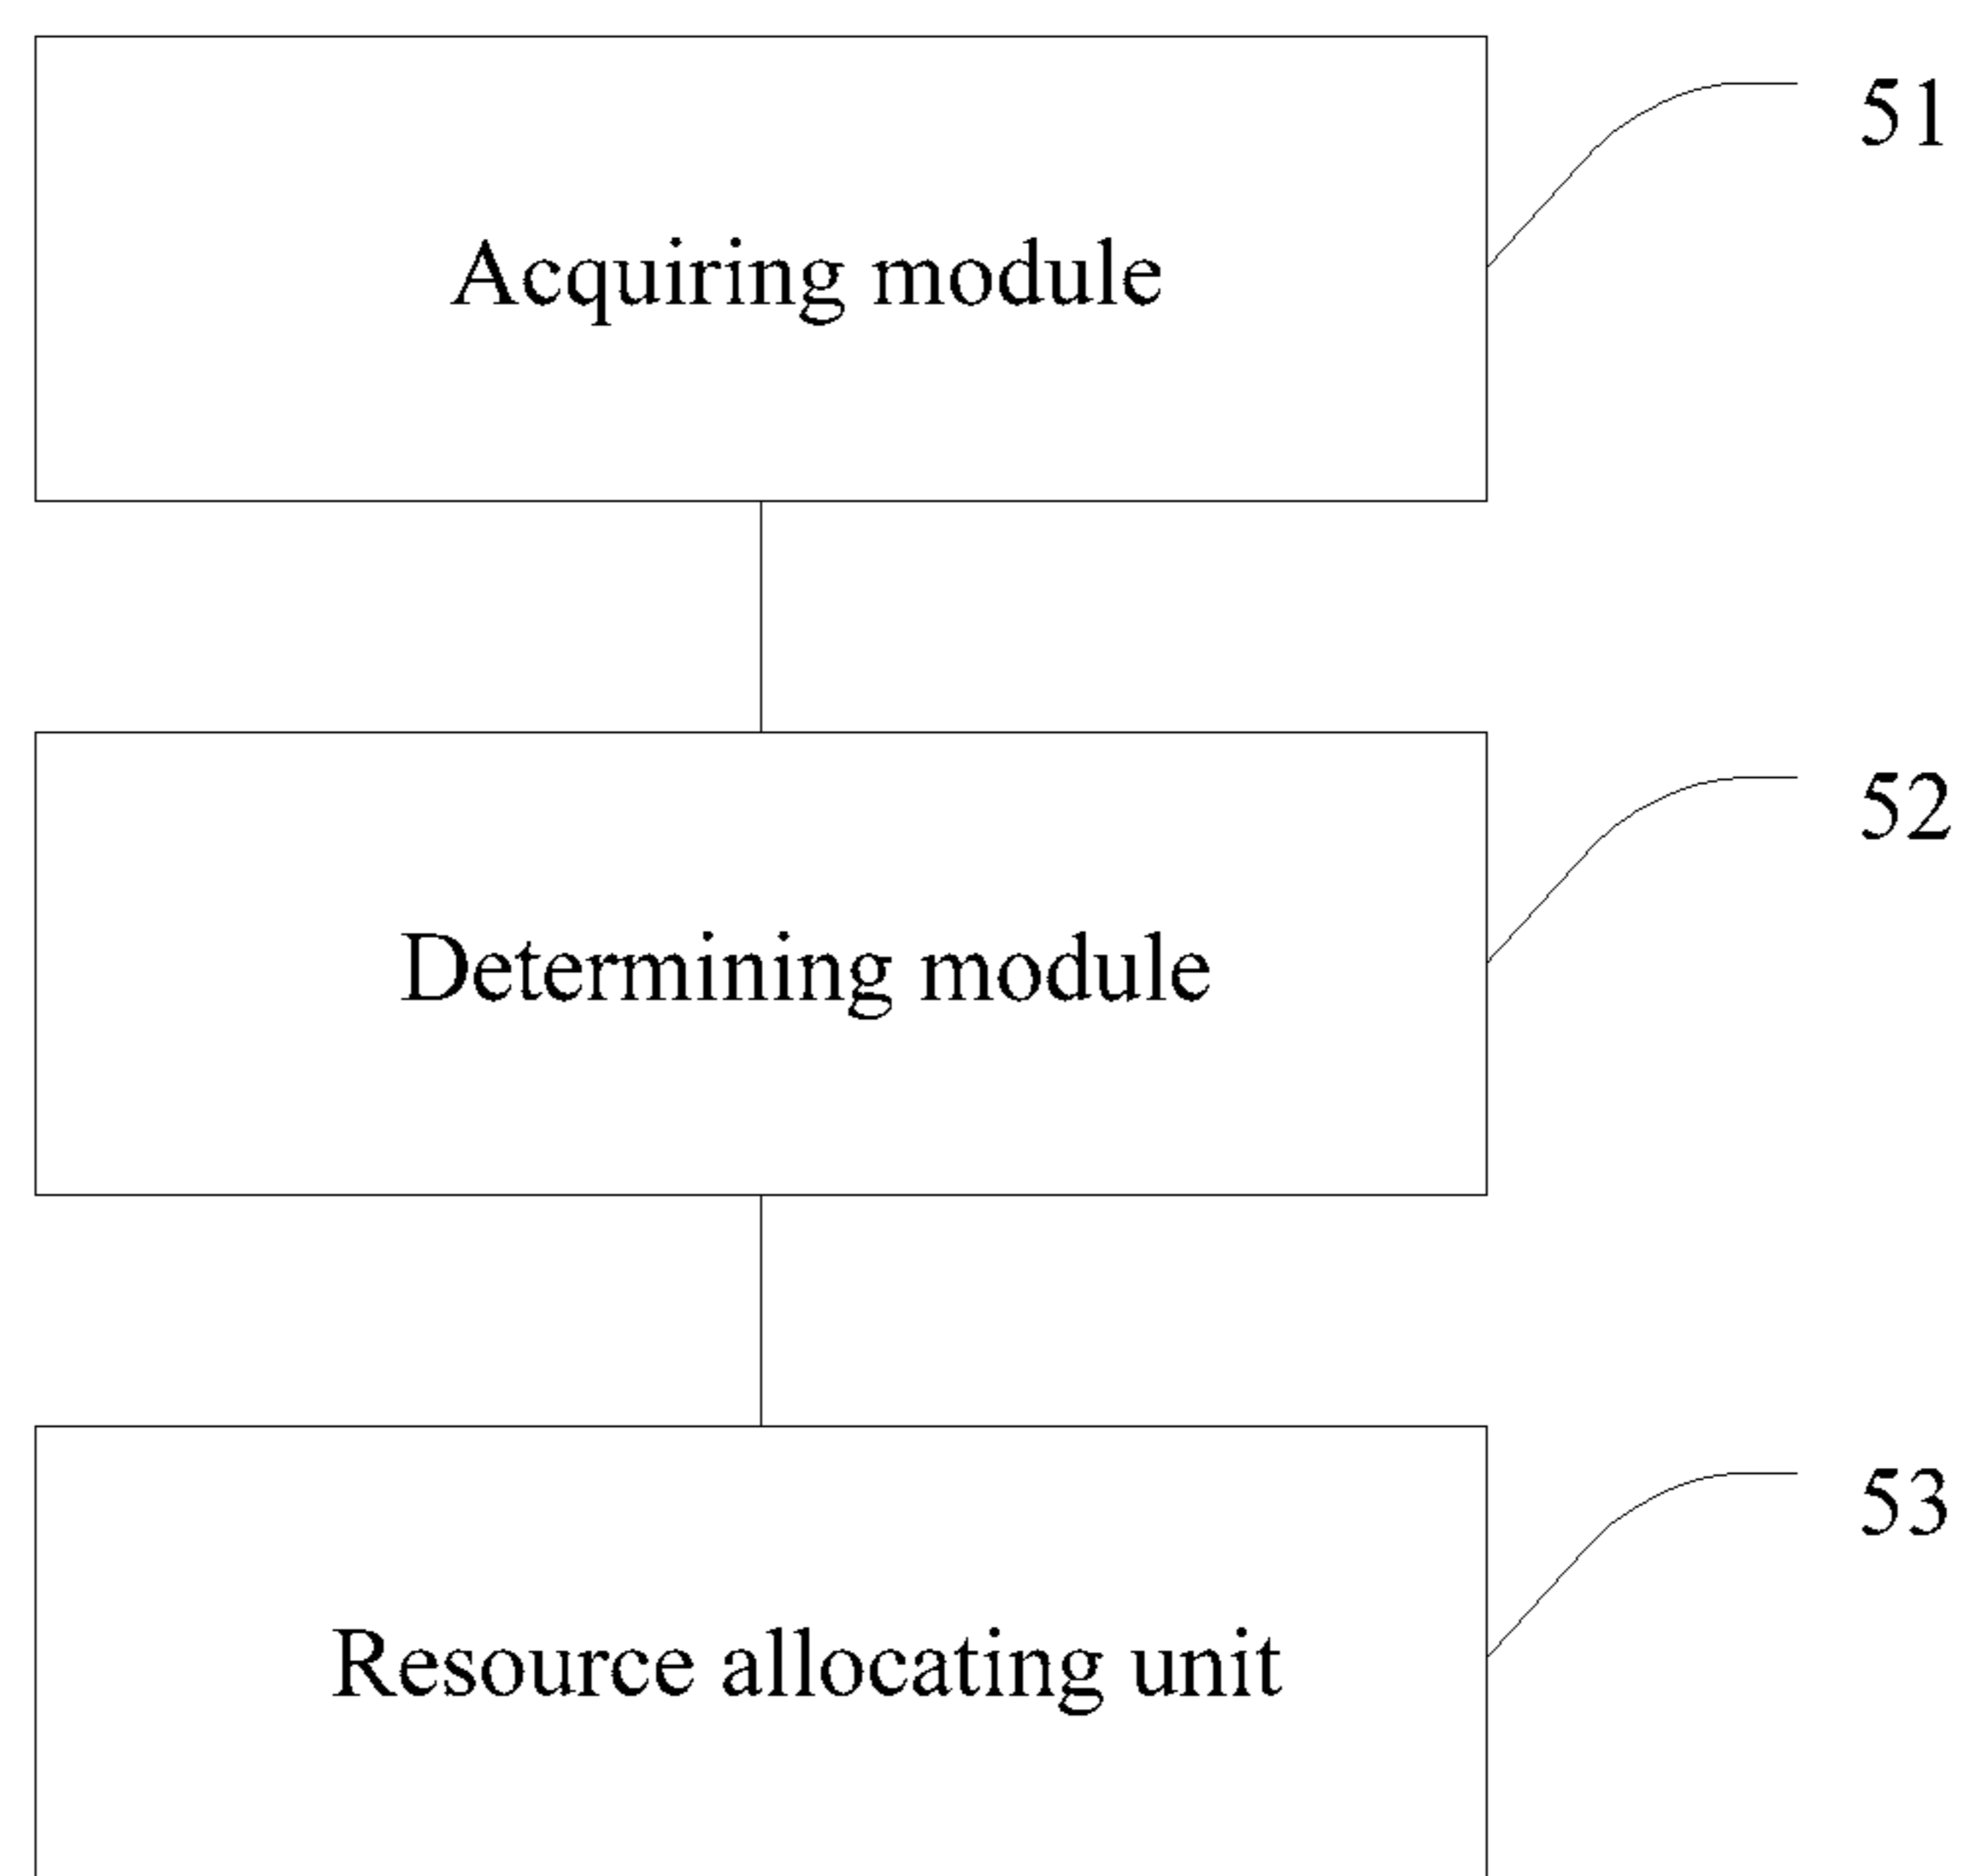 51
Acquiring module
52
Determining module
53
Resource allocating unit